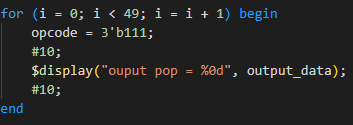 for (i = 0; i < 49; i = i + 1) begin
    opcode = 3'b111;
    #10;
    $display("ouput pop = %0d", output_data);
    #10;
end